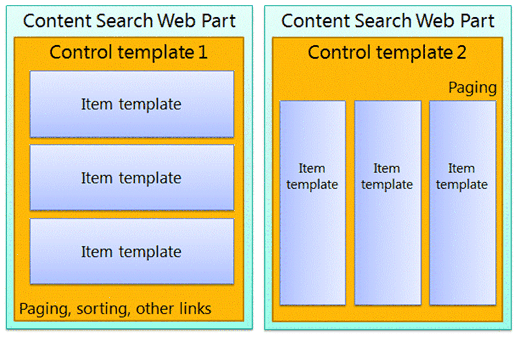 Content Search Web Part
Control template 1
Item template
Item template
Item template
Paging, sorting, other links
Content Search Web Part
Control template 2
Paging
Item
template
Item
template
Item
template